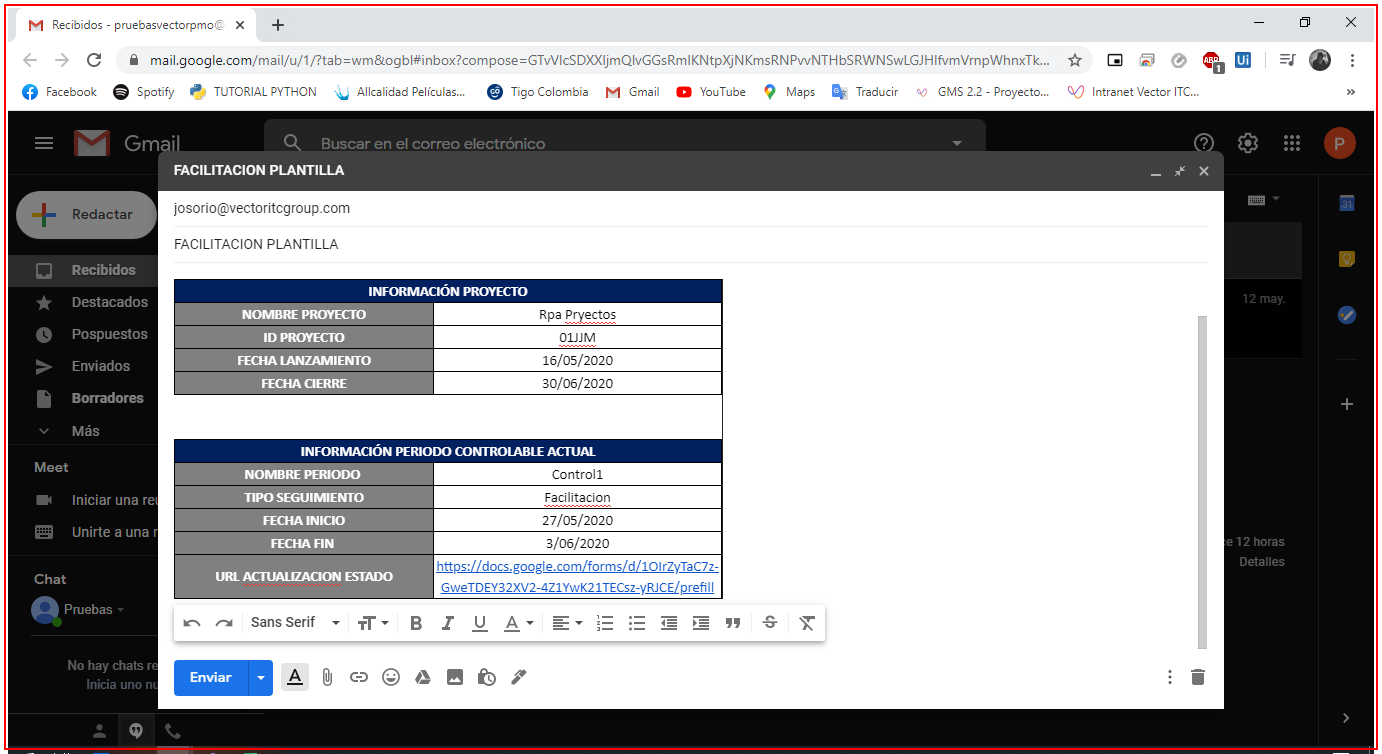 Recibidos - pruebasvectorpmo@
mail.google.com/mail/u/1/?tab=wm&ogbl#inbox?compose=GTvVlcSDXXljmQlvGGsRmlKNtpXjNKmsRNPvvNTHbSRWNSwLGJHlfvmVrnpWhnxTk...
ABP 1 Ui
Facebook Spotify TUTORIAL PYTHON Allcalidad Películas... Tigo Colombia Gmail YouTube Maps Traducir GMS 2.2 - Proyecto... Intranet Vector ITC... »
Gmail Buscar en el correo electrónico P
FACILITACION PLANTILLA
josorio@vectoritcgroup.com
FACILITACION PLANTILLA
Redactar
Recibidos
Destacados
Pospuestos
Enviados
Borradores
Más
Meet
Iniciar una reu
Unirte a una r
Chat
Pruebas
No hay chats re
Inicia uno nu
INFORMACIÓN PROYECTO
NOMBRE PROYECTO Rpa Pryectos
ID PROYECTO 01JJM
FECHA LANZAMIENTO 16/05/2020
FECHA CIERRE 30/06/2020
INFORMACIÓN PERIODO CONTROLABLE ACTUAL
NOMBRE PERIODO Control1
TIPO SEGUIMIENTO Facilitacion
FECHA INICIO 27/05/2020
FECHA FIN 3/06/2020
URL ACTUALIZACION ESTADO https://docs.google.com/forms/d/1OIrZyTaC7z-
GweTDEY32XV2-4Z1YwK21TECsz-yRJCE/prefill
Sans Serif
Enviar
31
12 may.
ce 12 horas
Detalles